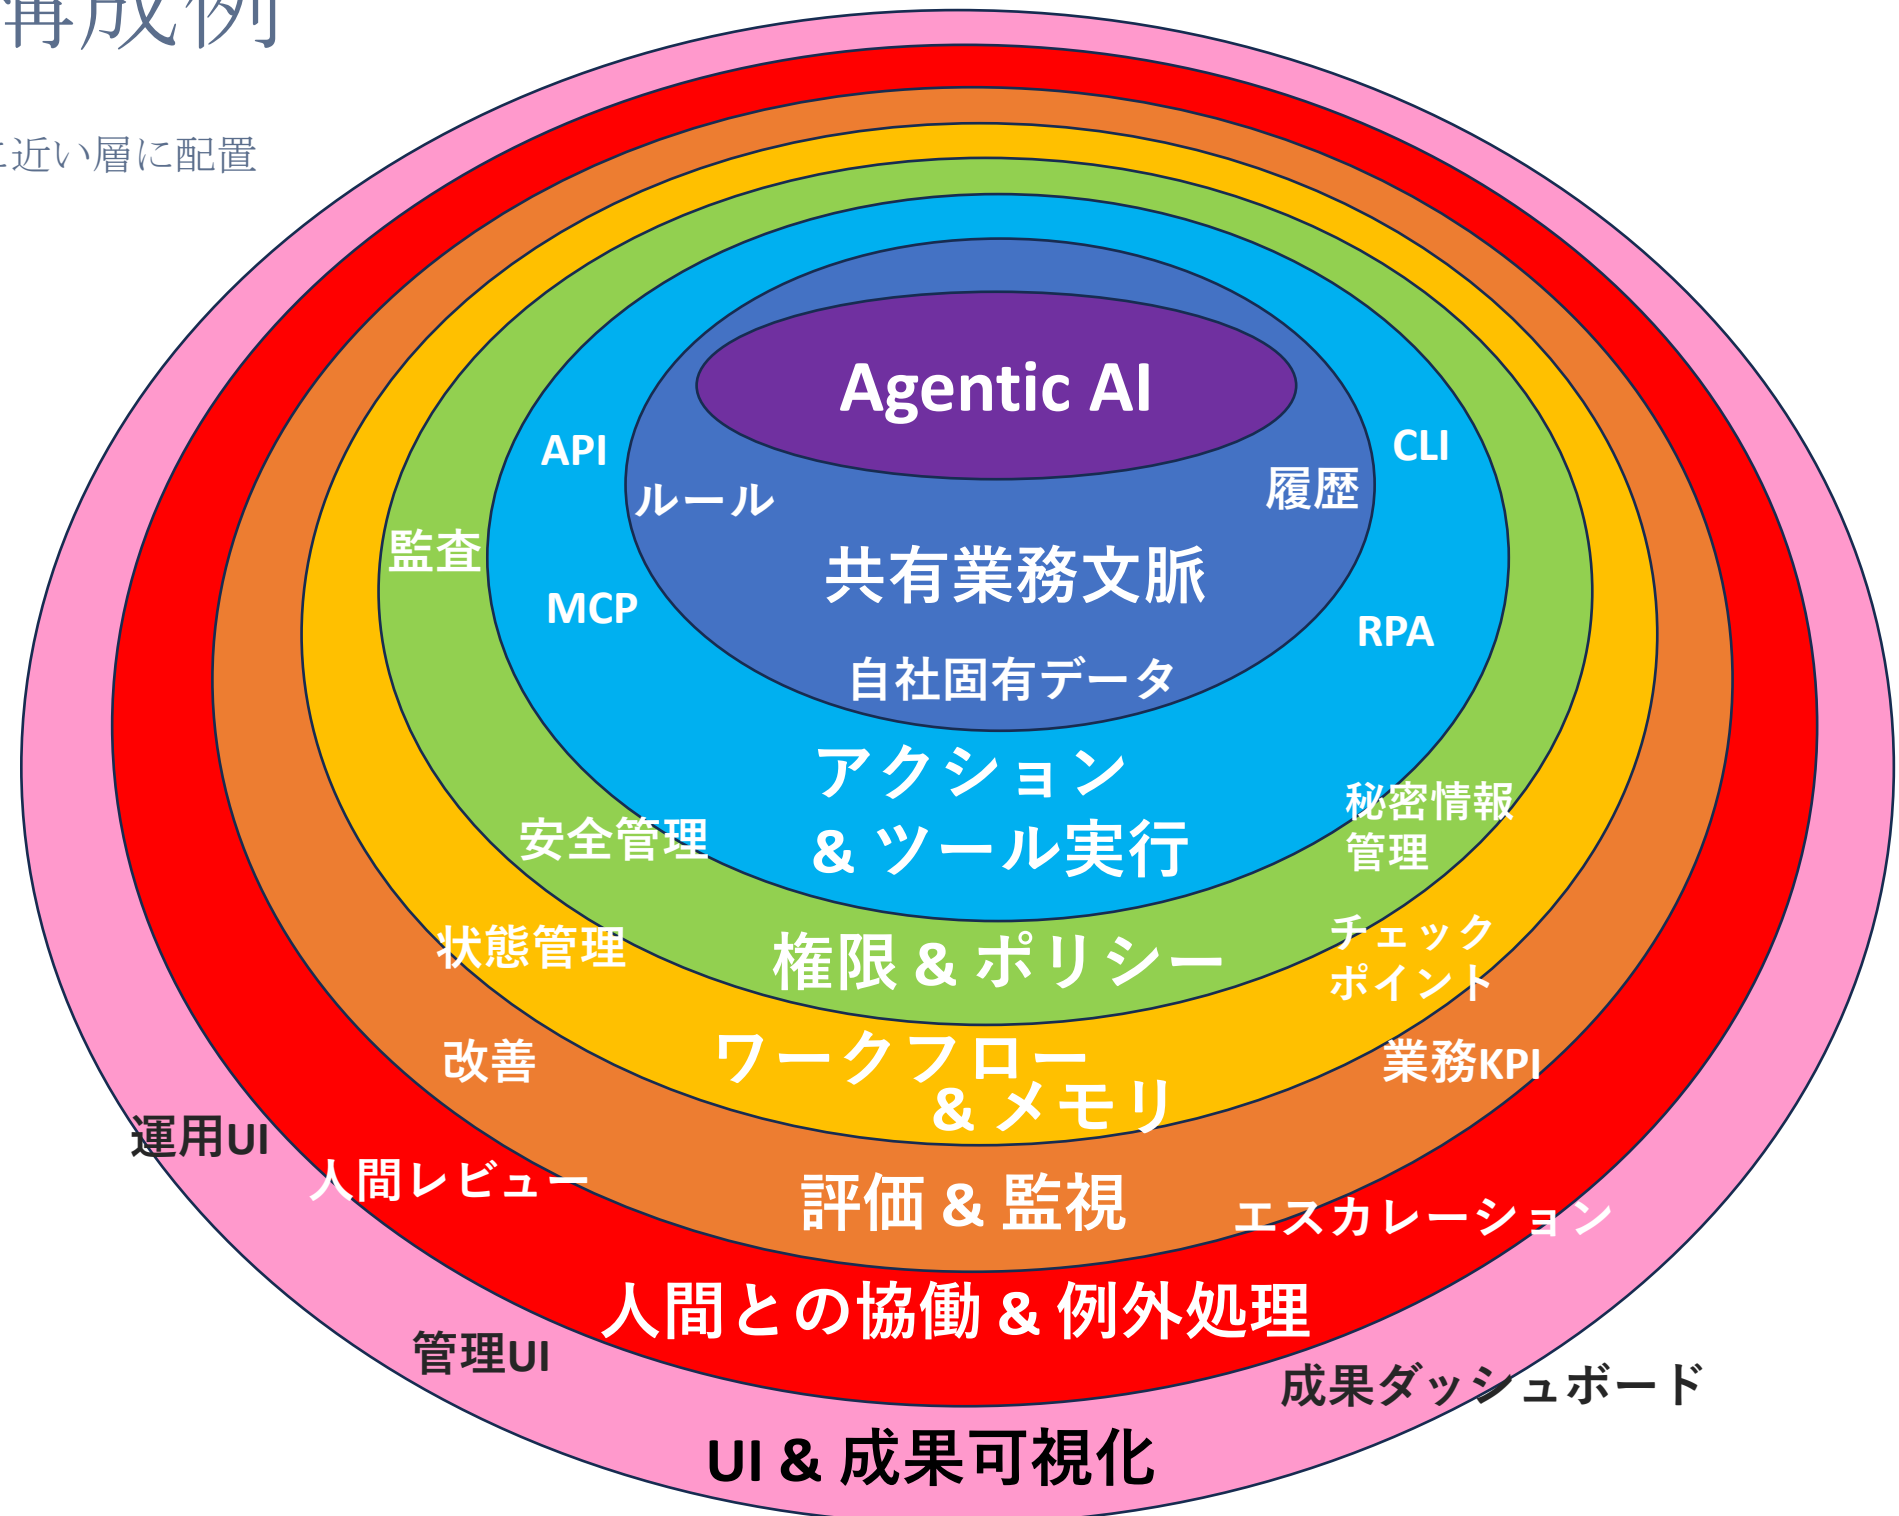 構成例
に近い層に配置
Agentic AI
API
CLI
ルール
履歴
監査
共有業務文脈
MCP
RPA
自社固有データ
アクション
& ツール実行
安全管理
秘密情報
管理
状態管理
権限 & ポリシー
チェック
ポイント
改善
ワークフロー
& メモリ
業務KPI
運用UI
人間レビュー
評価 & 監視
エスカレーション
人間との協働 & 例外処理
管理UI
成果ダッシュボード
UI & 成果可視化